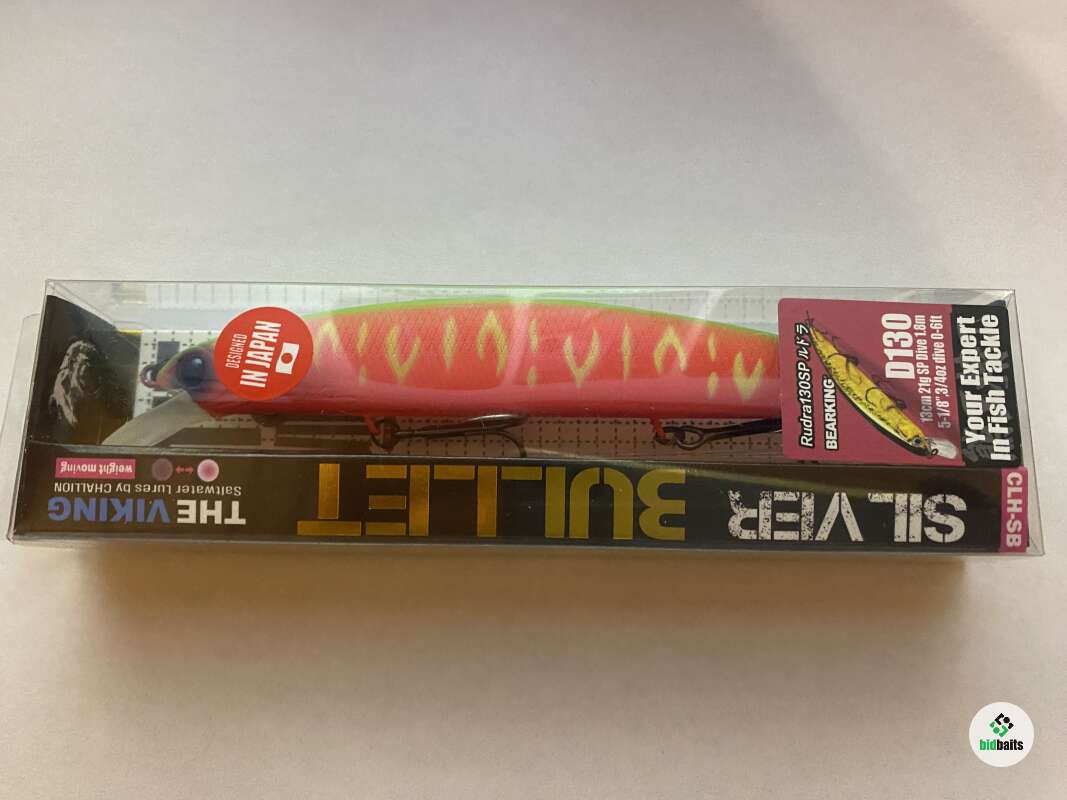 DESIGNED
IN JAPAN
Rudra130SP ルドラ
BEARKING
D130
13cm 21g SP Dive 1.8m
5-1/8",3/4oz dive 0-6ft
Your Expert
In Fish Tackle
CLH-SB
SILVER
BULLET
THE VIKING
Saltwater Lures by CHALLION
weight moving
bidbaits